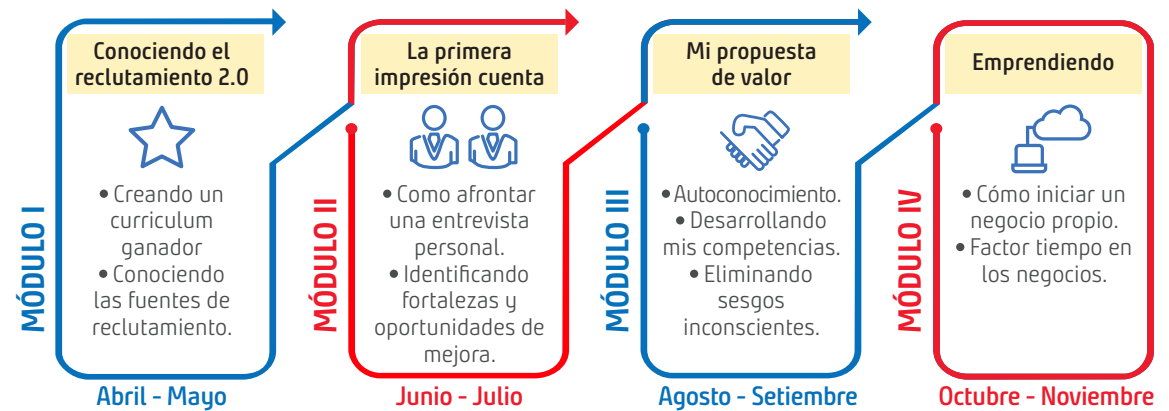 MÓDULO I
Conociendo el
reclutamiento 2.0
• Creando un
curriculum
ganador
• Conociendo
las fuentes de
reclutamiento.
Abril - Mayo
MÓDULO II
La primera
impresión cuenta
• Como afrontar
una entrevista
personal.
• Identificando
fortalezas y
oportunidades de
mejora.
Junio - Julio
MÓDULO III
Mi propuesta
de valor
• Autoconocimiento.
• Desarrollando
mis competencias.
• Eliminando
sesgos
inconscientes.
Agosto - Setiembre
MÓDULO IV
Emprendiendo
• Cómo iniciar un
negocio propio.
• Factor tiempo en
los negocios.
Octubre - Noviembre